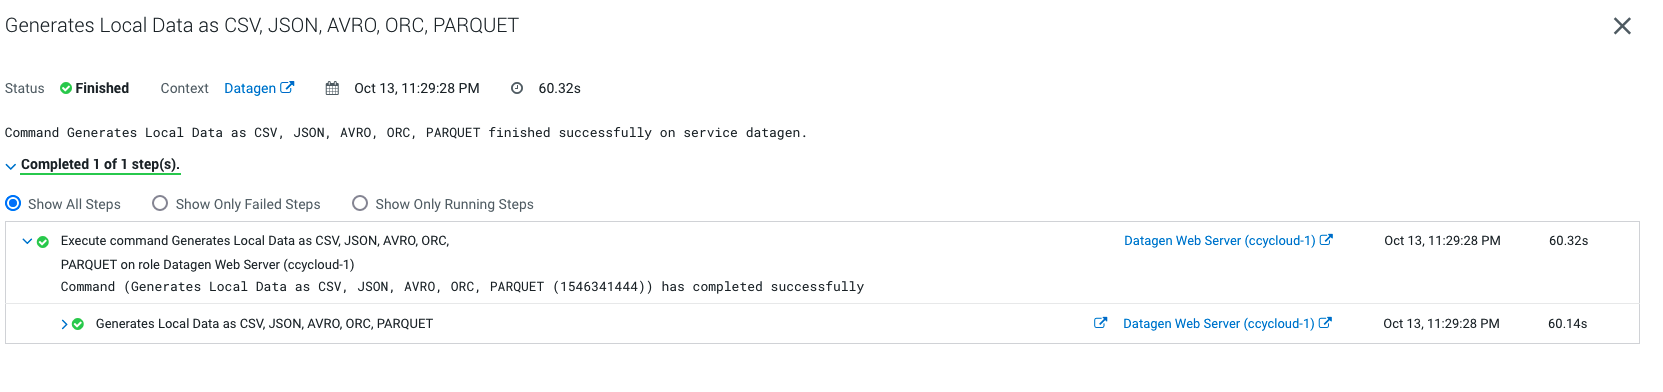 Generates Local Data as CSV, JSON, AVRO, ORC, PARQUET
Status Finished Context Datagen Oct 13, 11:29:28 PM 60.32s
Command Generates Local Data as CSV, JSON, AVRO, ORC, PARQUET finished successfully on service datagen.
Completed 1 of 1 step(s).
Show All Steps Show Only Failed Steps Show Only Running Steps
Execute command Generates Local Data as CSV, JSON, AVRO, ORC, Datagen Web Server (ccycloud-1) Oct 13, 11:29:28 PM 60.32s
PARQUET on role Datagen Web Server (ccycloud-1)
Command (Generates Local Data as CSV, JSON, AVRO, ORC, PARQUET (1546341444)) has completed successfully
Generates Local Data as CSV, JSON, AVRO, ORC, PARQUET Datagen Web Server (ccycloud-1) Oct 13, 11:29:28 PM 60.14s